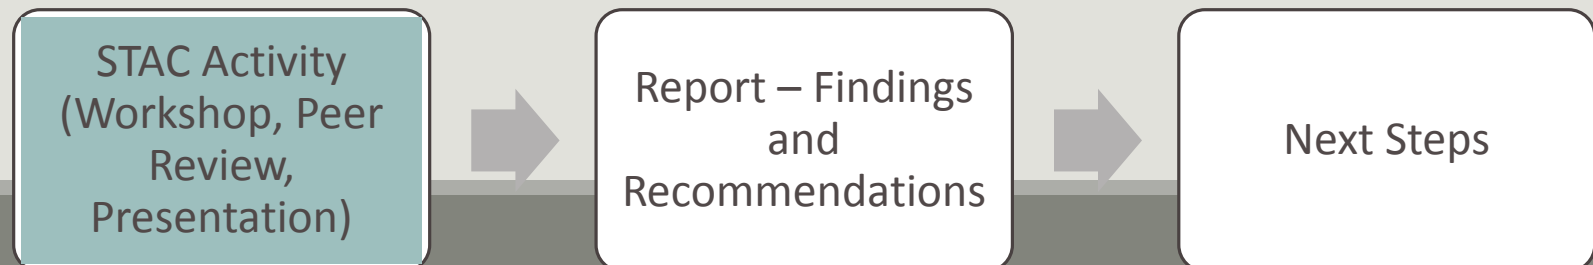 STAC Activity
(Workshop, Peer
Review,
Presentation)
Report – Findings
and
Recommendations
Next Steps